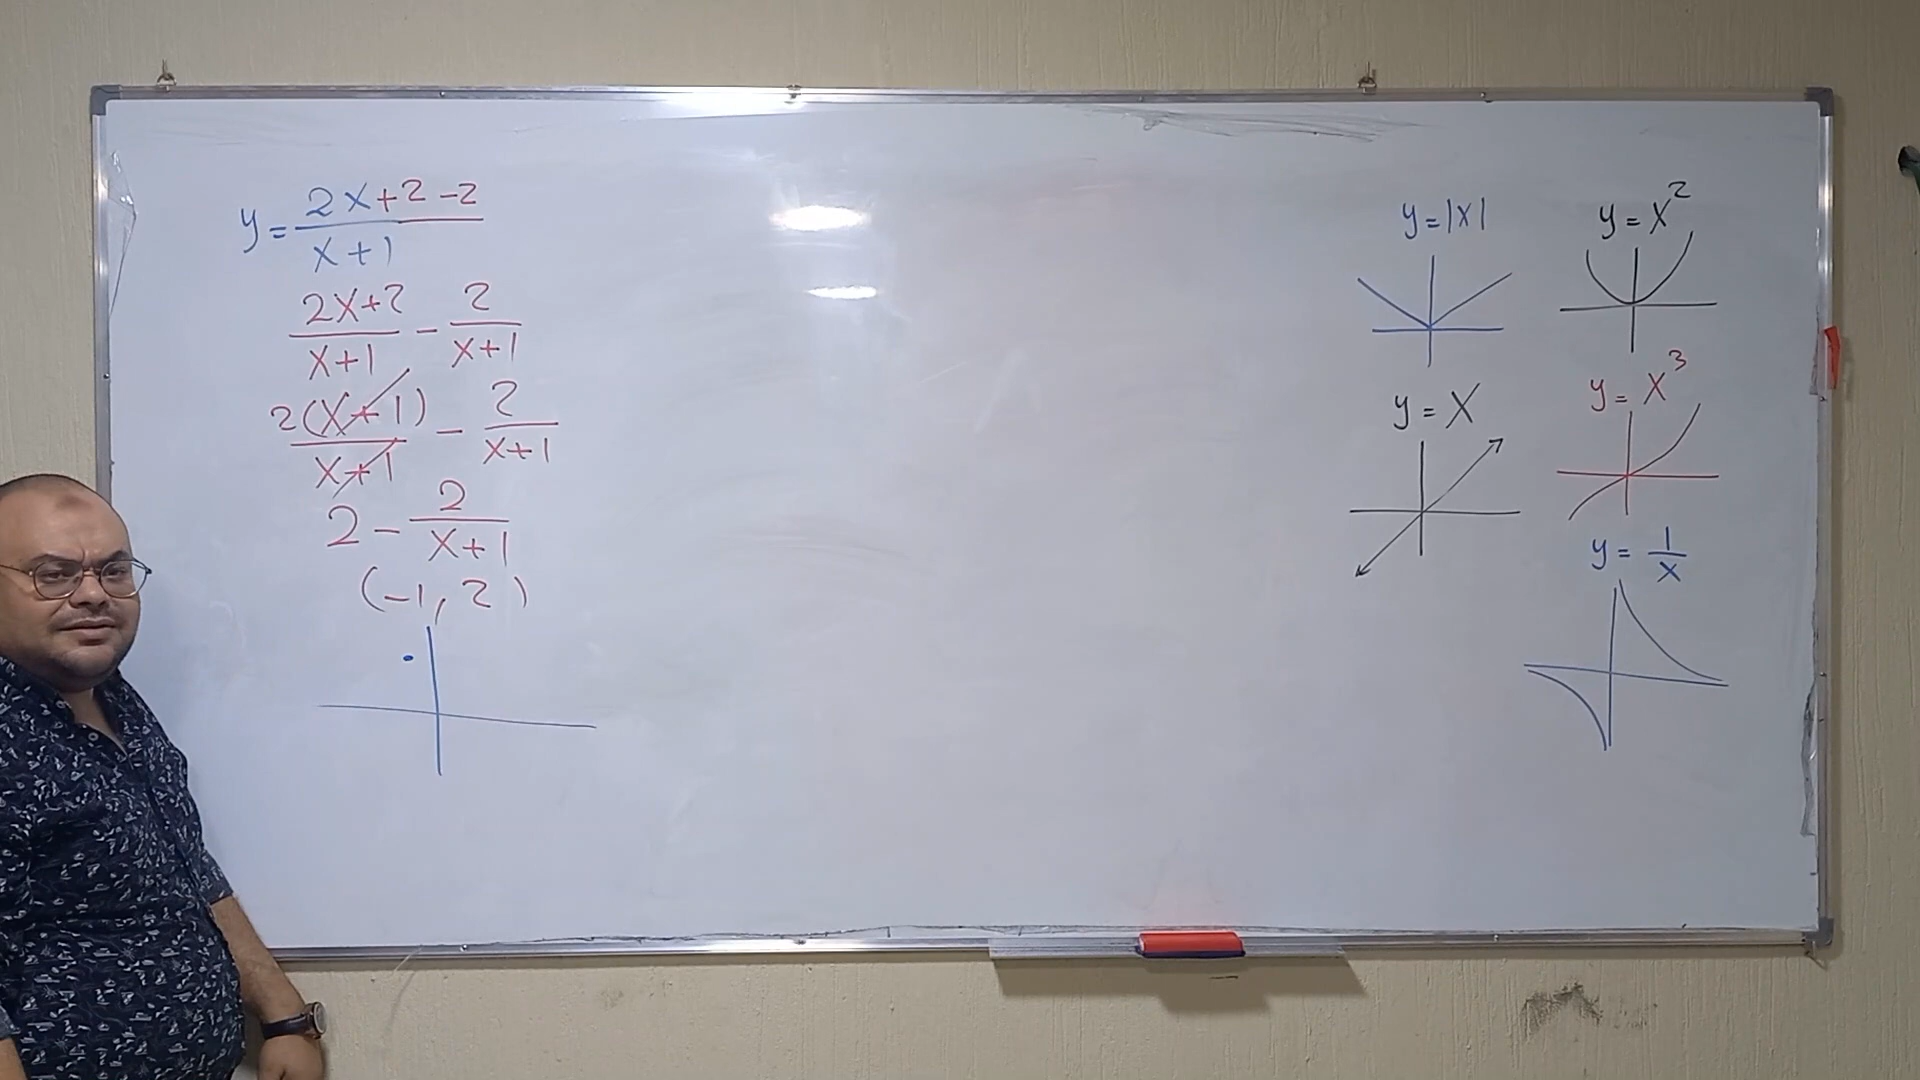 y = (2x+2-2)/(x+1)
(2x+2)/(x+1) - 2/(x+1)
2(x+1)/(x+1) - 2/(x+1)
2 - 2/(x+1)
(-1, 2)
y = |x|
y = x²
y = x
y = x³
y = 1/x